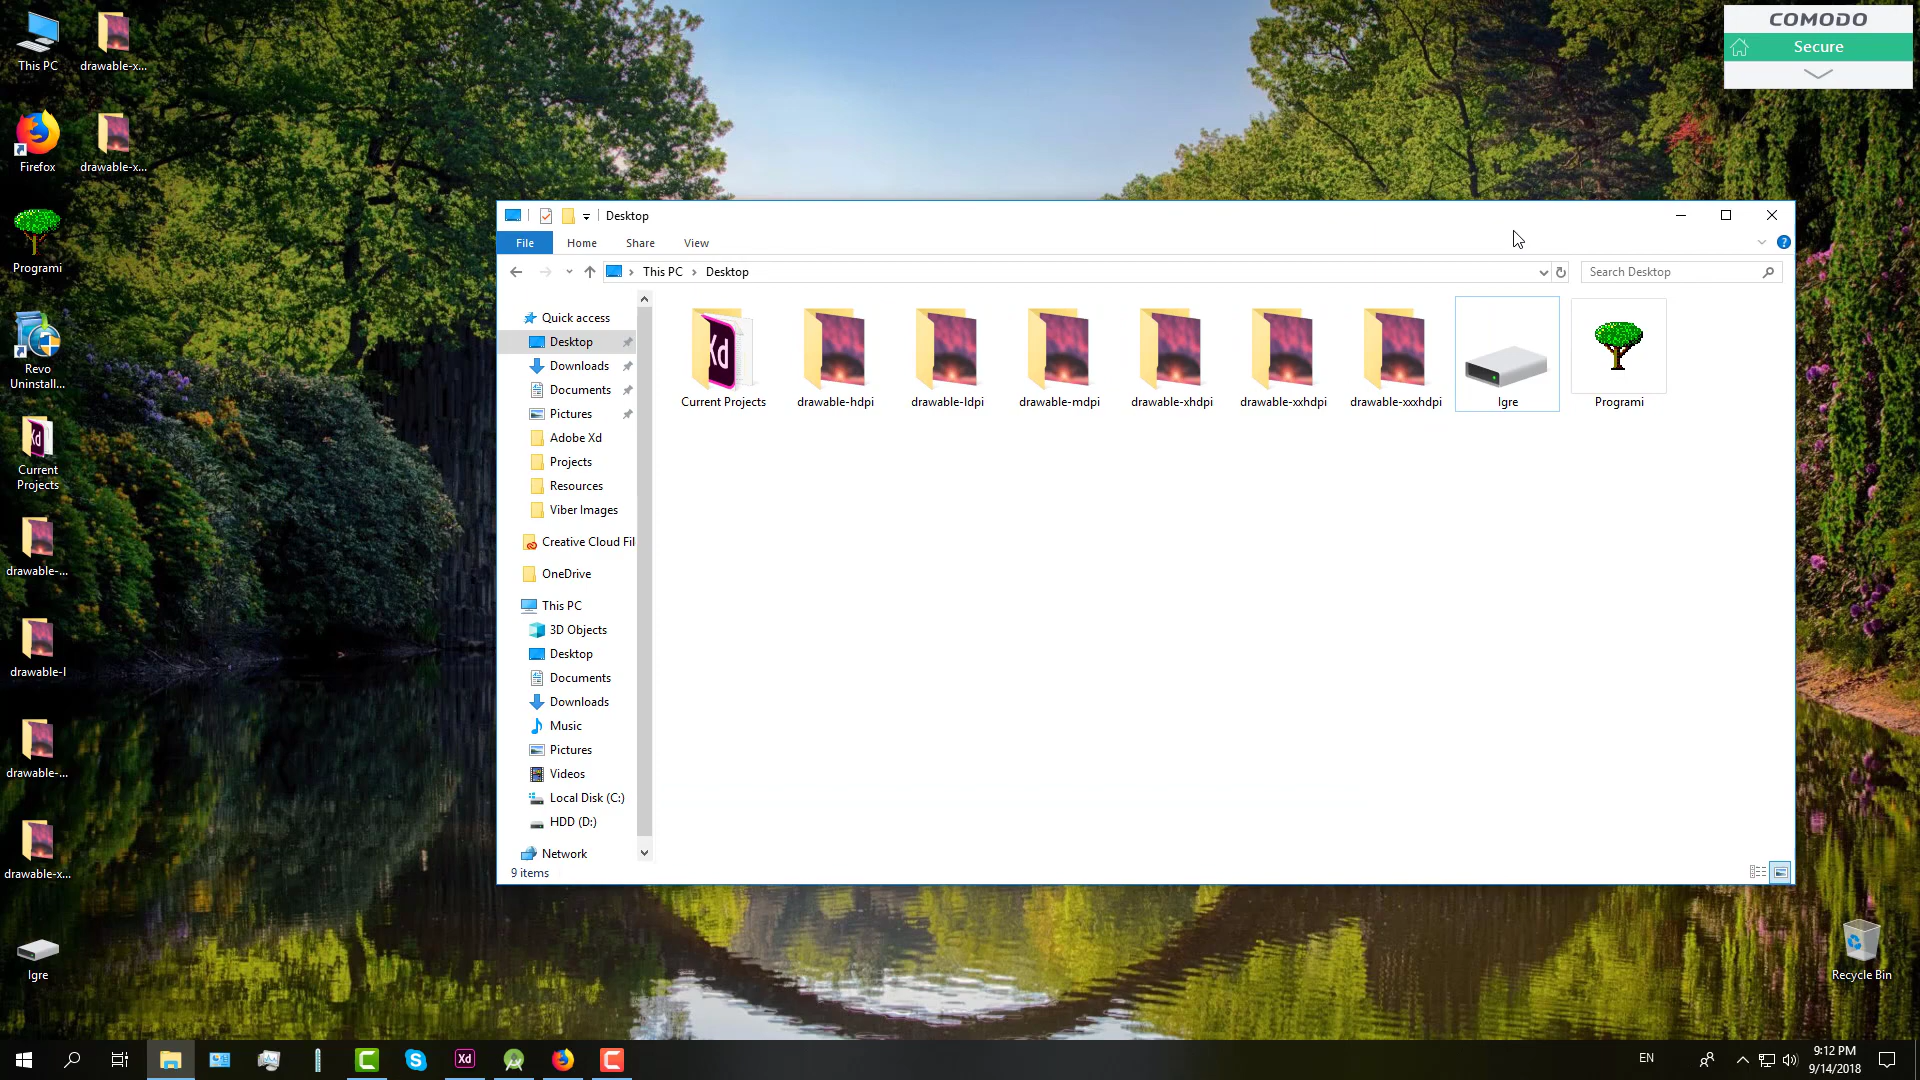 This PC
drawable-x...
Firefox
drawable-x...
Programi
Revo
Uninstall...
Xd
Current
Projects
drawable-...
drawable-l
drawable-...
drawable-x...
Igre
COMODO
Secure
Desktop
File
Home
Share
View
?
This PC
Desktop
Search Desktop
Quick access
Desktop
Downloads
Documents
Pictures
Adobe Xd
Projects
Resources
Viber Images
Creative Cloud Fil
OneDrive
This PC
3D Objects
Desktop
Documents
Downloads
Music
Pictures
Videos
Local Disk (C:)
HDD (D:)
Network
Xd
Current Projects
drawable-hdpi
drawable-ldpi
drawable-mdpi
drawable-xhdpi
drawable-xxhdpi
drawable-xxxhdpi
Igre
Programi
9 items
Recycle Bin
Xd
EN
9:12 PM
9/14/2018